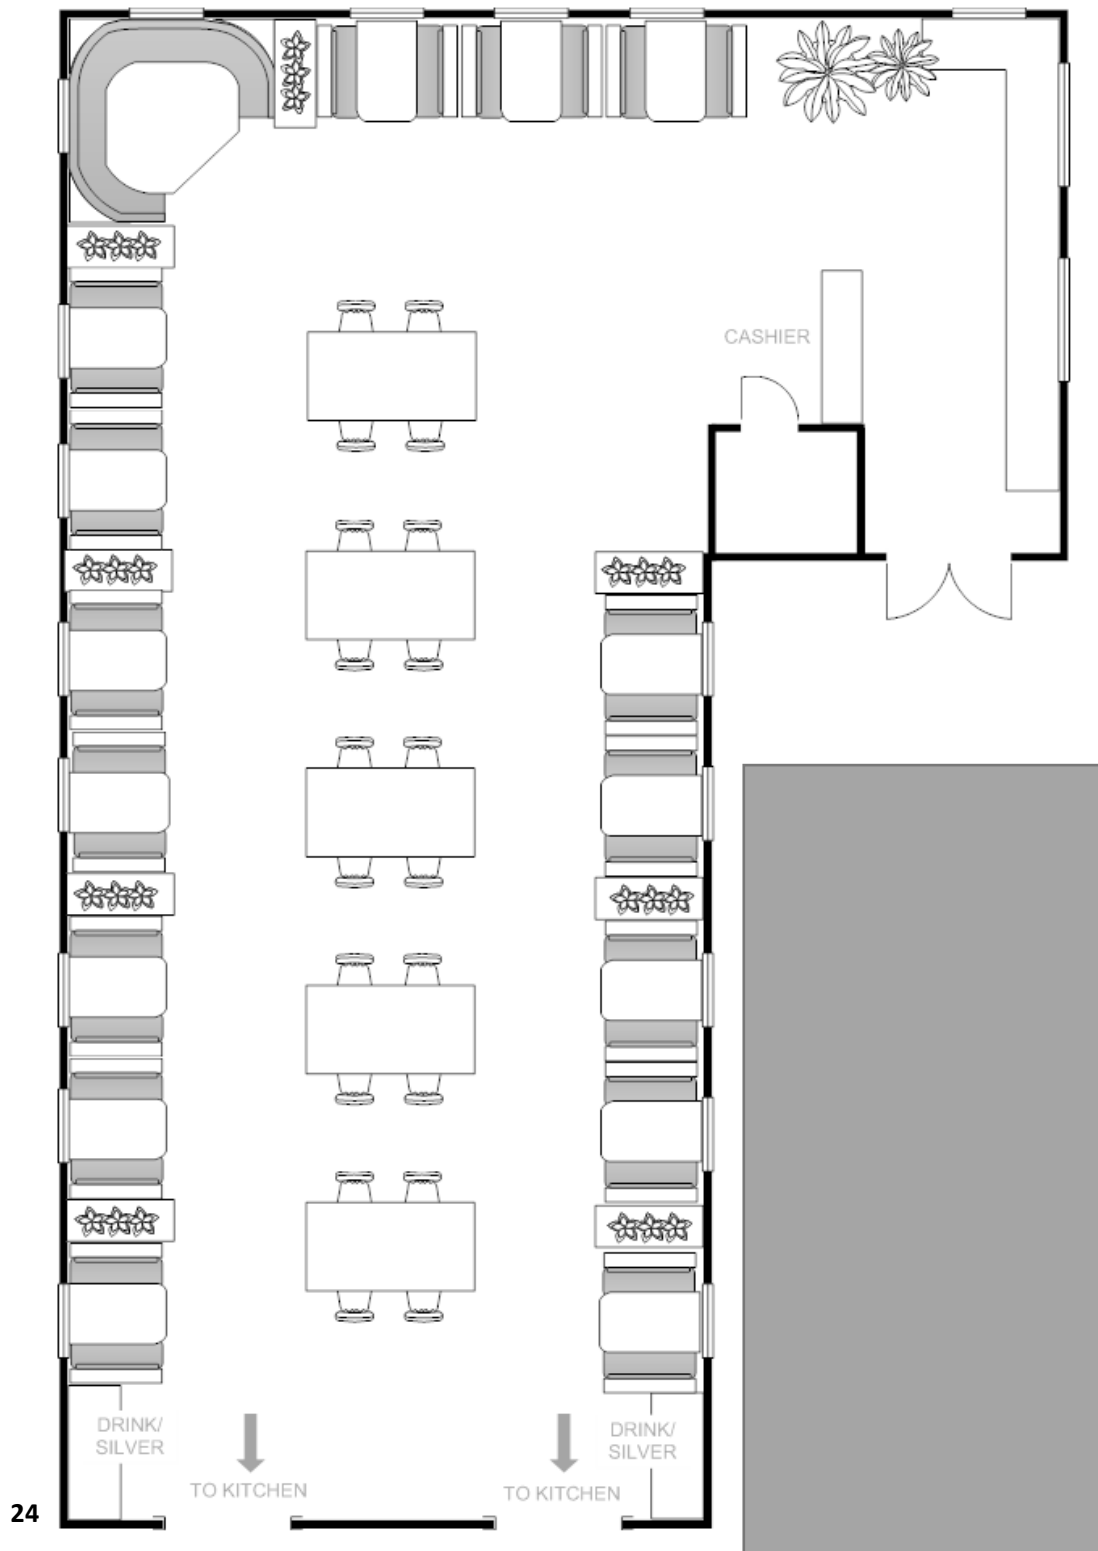 CASHIER
DRINK/
SILVER
TO KITCHEN
DRINK/
SILVER
TO KITCHEN
24